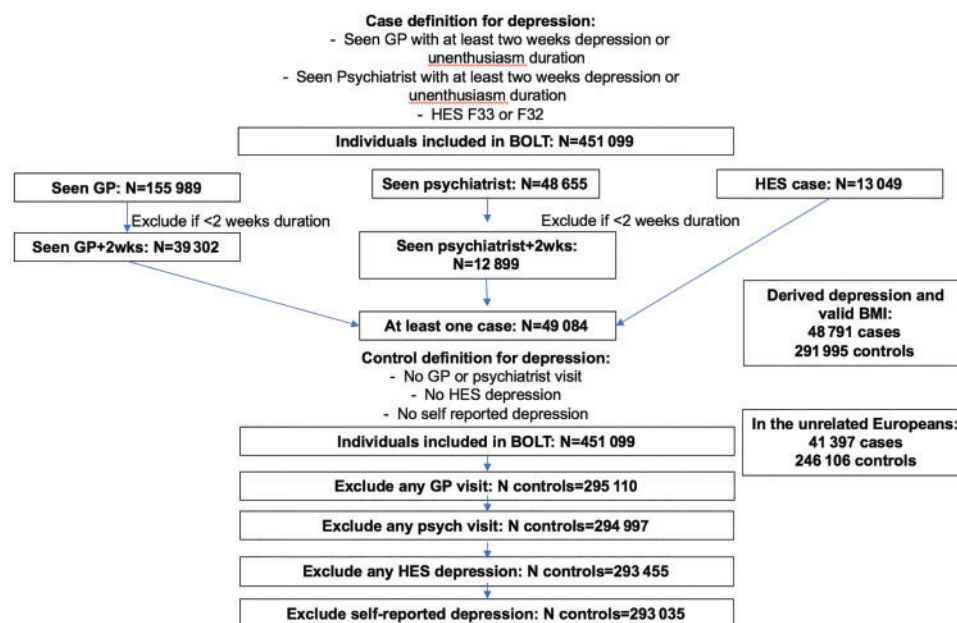 Case definition for depression:
- Seen GP with at least two weeks depression or
unenthusiasm duration
- Seen Psychiatrist with at least two weeks depression or
unenthusiasm duration
- HES F33 or F32
Individuals included in BOLT: N=451 099
Seen GP: N=155 989
Seen psychiatrist: N=48 655
HES case: N=13 049
Exclude if <2 weeks duration
Exclude if <2 weeks duration
Seen GP+2wks: N=39 302
Seen psychiatrist+2wks:
N=12 899
At least one case: N=49 084
Derived depression and
valid BMI:
48 791 cases
291 995 controls
Control definition for depression:
- No GP or psychiatrist visit
- No HES depression
- No self reported depression
In the unrelated Europeans:
41 397 cases
246 106 controls
Individuals included in BOLT: N=451 099
Exclude any GP visit: N controls=295 110
Exclude any psych visit: N controls=294 997
Exclude any HES depression: N controls=293 455
Exclude self-reported depression: N controls=293 035